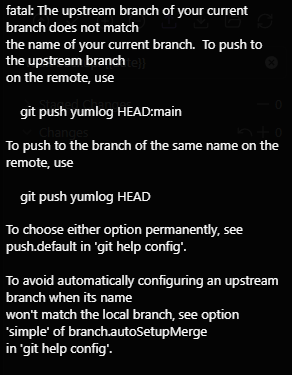 fatal: The upstream branch of your current
branch does not match
the name of your current branch.  To push to
the upstream branch
on the remote, use

    git push yumlog HEAD:main

To push to the branch of the same name on the
remote, use

    git push yumlog HEAD

To choose either option permanently, see
push.default in 'git help config'.

To avoid automatically configuring an upstream
branch when its name
won't match the local branch, see option
'simple' of branch.autoSetupMerge
in 'git help config'.